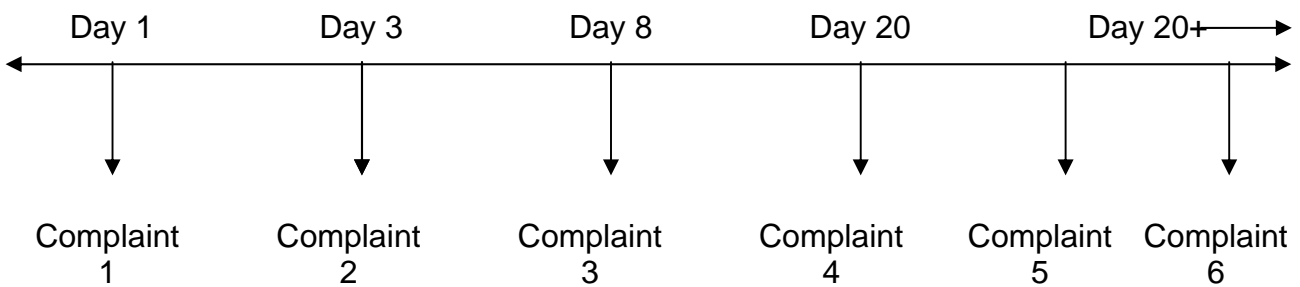 Day 1 Day 3 Day 8 Day 20 Day 20+
Complaint Complaint Complaint Complaint Complaint Complaint
1 2 3 4 5 6